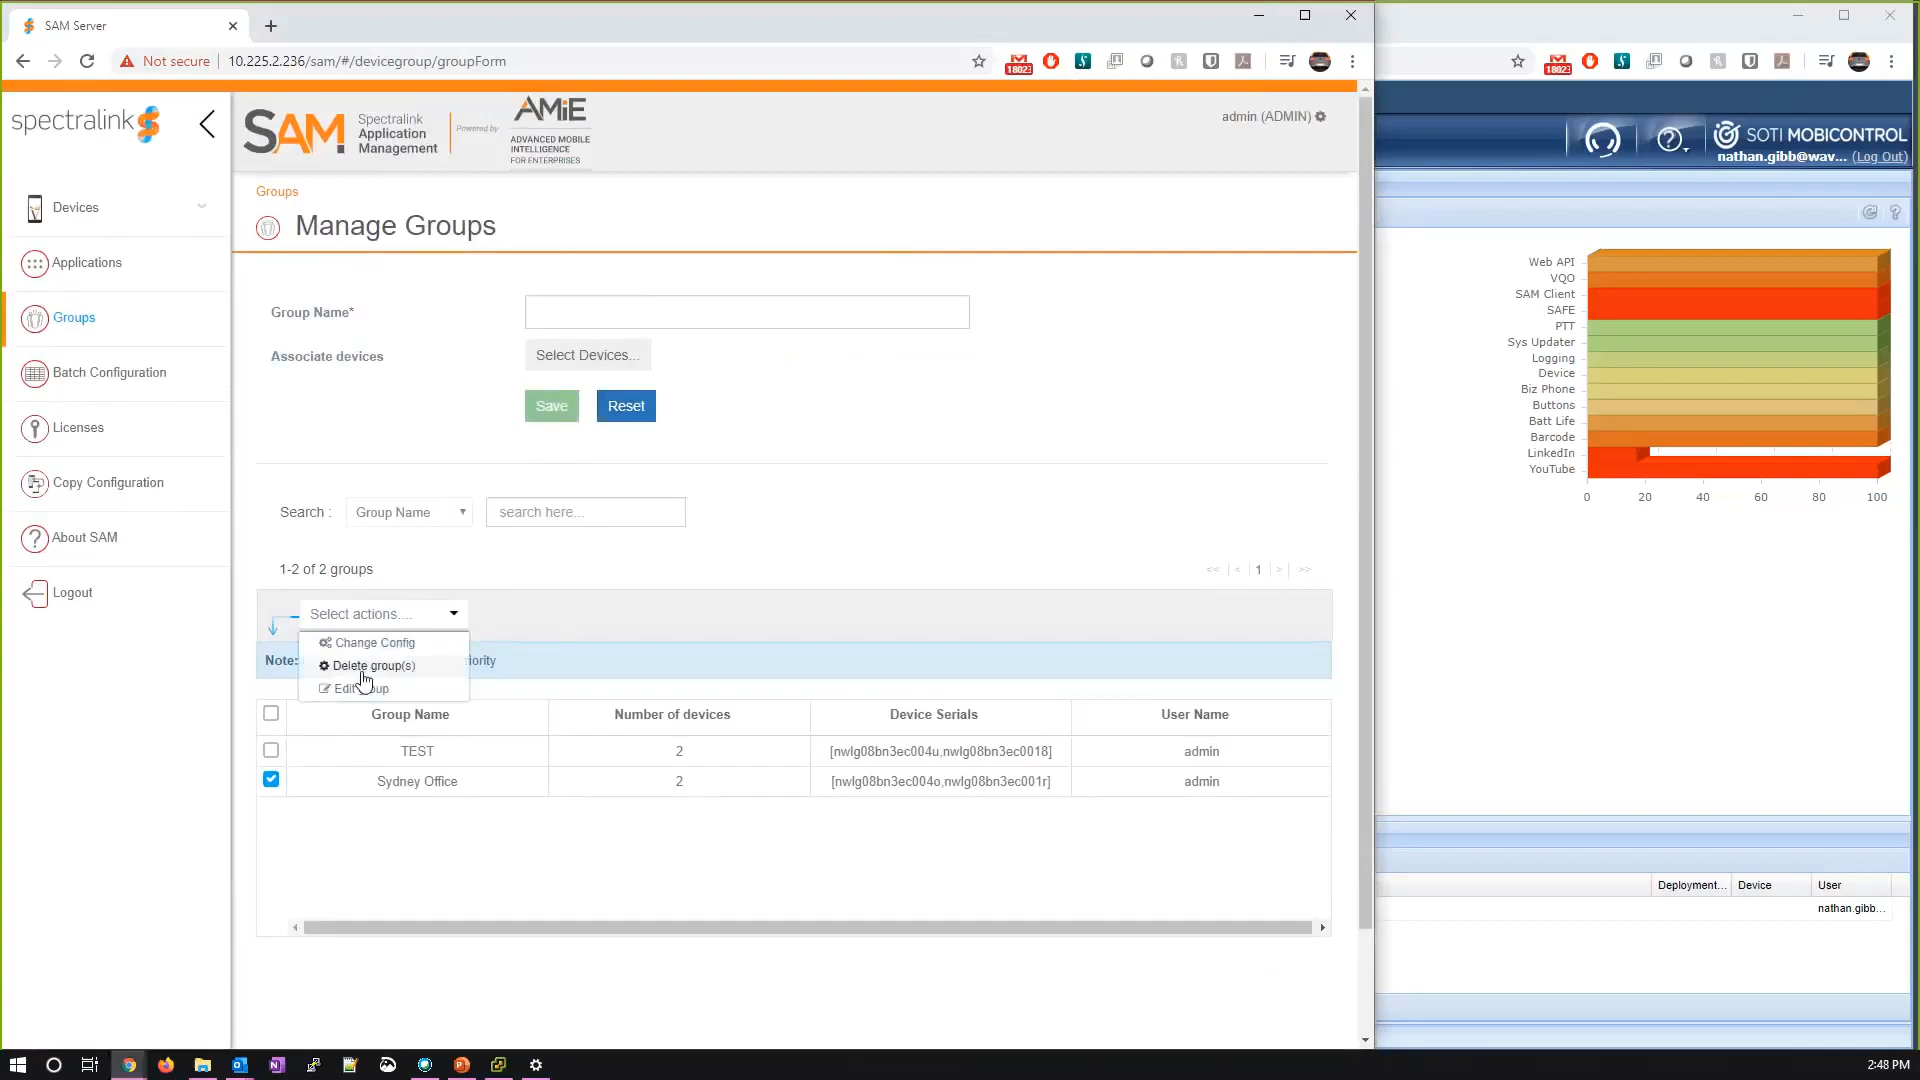 SAM Server
Not secure
10.225.2.236/sam/#/devicegroup/groupForm
18023
18023
spectralink
SAM
Spectralink
Application
Management
Powered by
AMiE
ADVANCED MOBILE
INTELLIGENCE
FOR ENTERPRISES
admin (ADMIN)
SOTI MOBICONTROL
nathan.gibb@wav... (Log Out)
Devices
Applications
Groups
Batch Configuration
Licenses
Copy Configuration
About SAM
Logout
Groups
Manage Groups
Group Name*
Associate devices
Select Devices...
Save
Reset
Search :
Group Name
search here...
1-2 of 2 groups
<< | < | 1 | > | >>
Select actions....
Change Config
Delete group(s)
Edit
Note:
iority
Group Name Number of devices Device Serials User Name
TEST 2 [nwlg08bn3ec004u,nwlg08bn3ec0018] admin
Sydney Office 2 [nwlg08bn3ec004o,nwlg08bn3ec001r] admin
Web API
VQO
SAM Client
SAFE
PTT
Sys Updater
Logging
Device
Biz Phone
Buttons
Batt Life
Barcode
LinkedIn
YouTube
0 20 40 60 80 100
Deployment... Device User
nathan.gibb...
2:48 PM